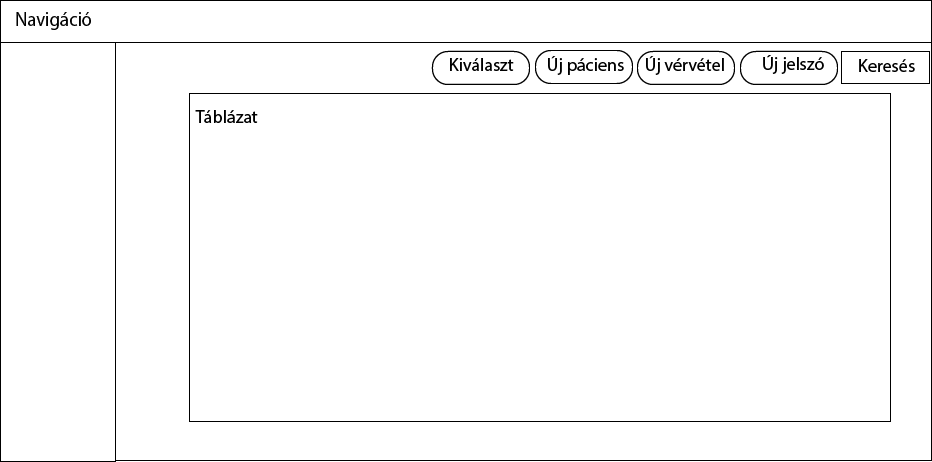 Navigáció
Kiválaszt
Új páciens
Új vérvétel
Új jelszó
Keresés
Táblázat